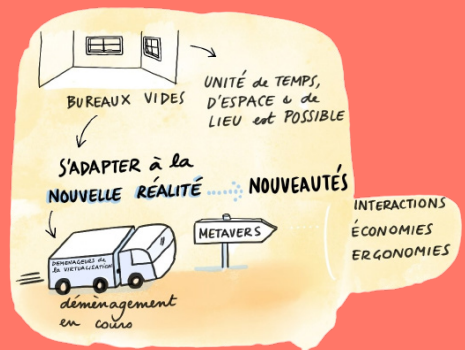 BUREAUX VIDES
UNITÉ de TEMPS,
D'ESPACE & de
LIEU est POSSIBLE
S'ADAPTER à la
NOUVELLE RÉALITÉ
NOUVEAUTÉS
METAVERS
INTERACTIONS
ÉCONOMIES
ERGONOMIES
DÉMÉNAGEURS de
la VIRTUALISATION
démènagement
en cours